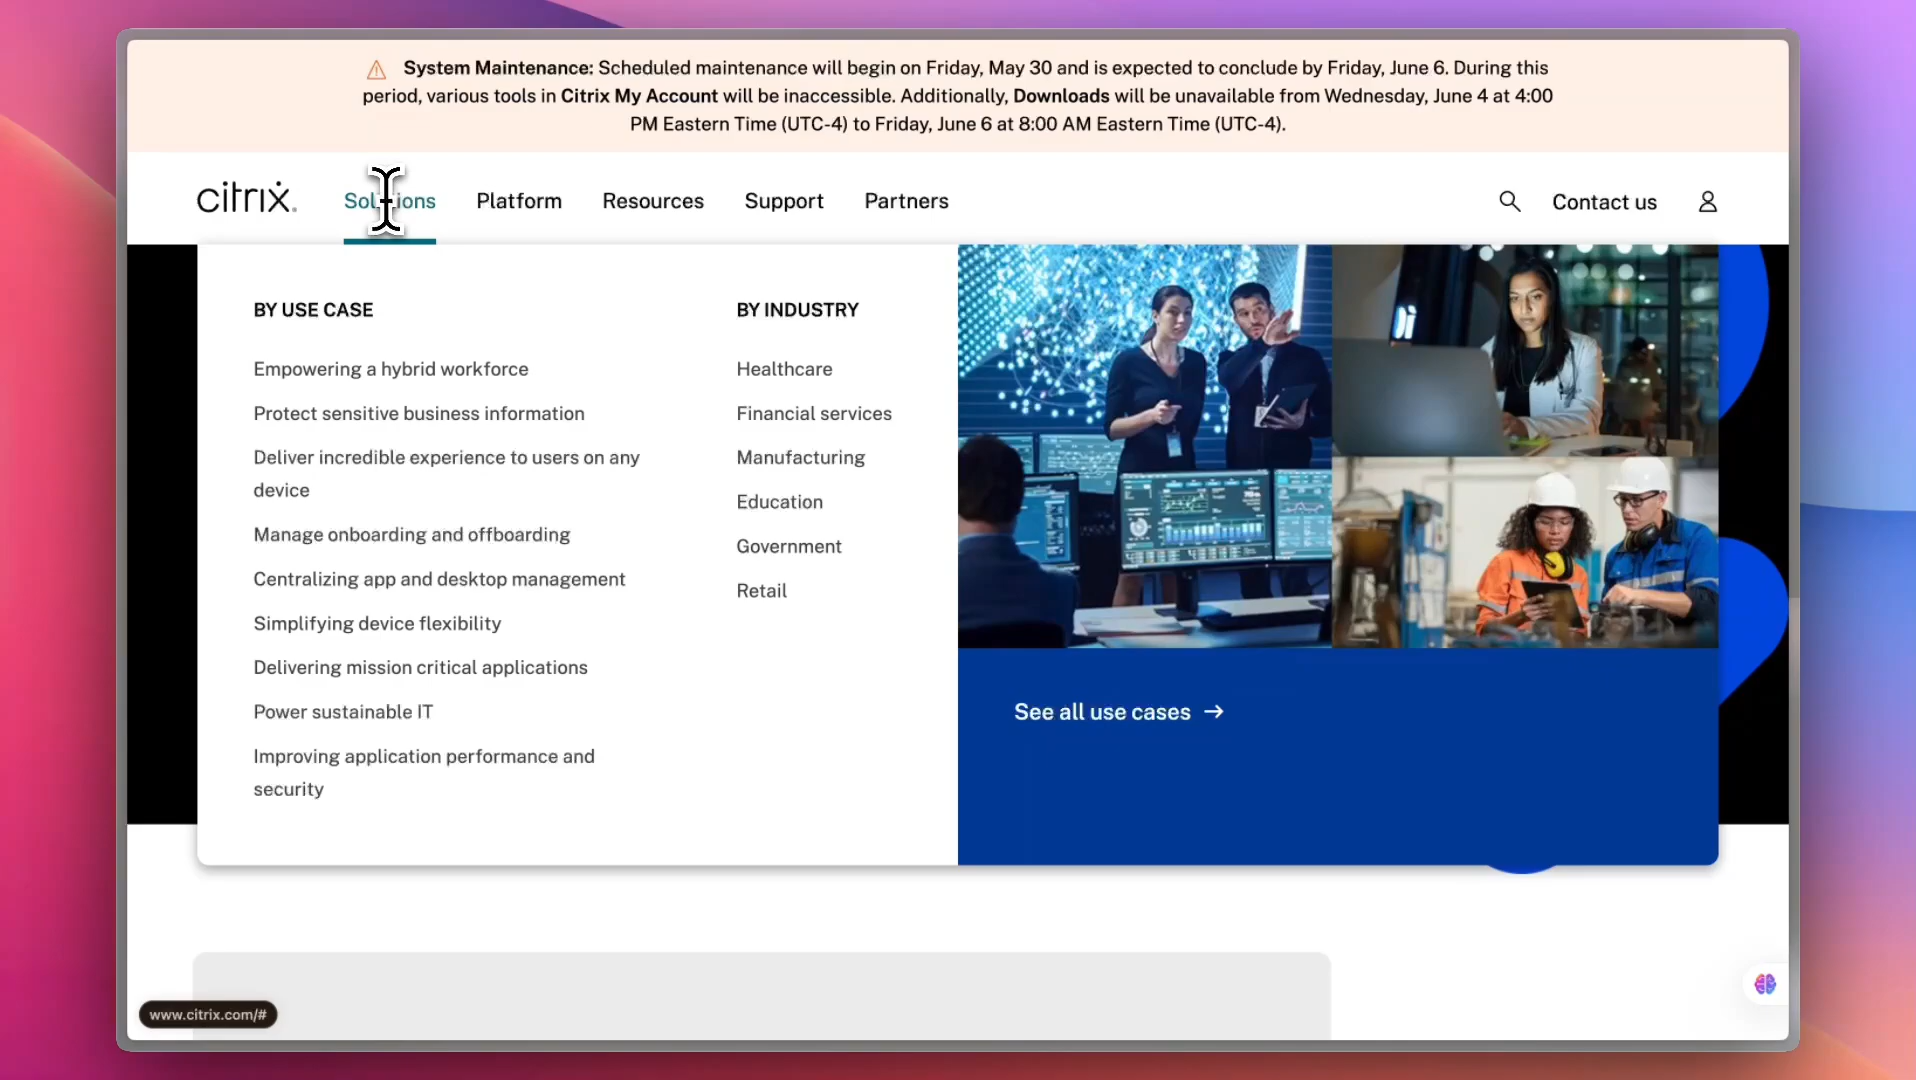 System Maintenance: Scheduled maintenance will begin on Friday, May 30 and is expected to conclude by Friday, June 6. During this
period, various tools in Citrix My Account will be inaccessible. Additionally, Downloads will be unavailable from Wednesday, June 4 at 4:00
PM Eastern Time (UTC-4) to Friday, June 6 at 8:00 AM Eastern Time (UTC-4).
citrix.
Solutions
Platform
Resources
Support
Partners
Contact us
BY USE CASE
Empowering a hybrid workforce
Protect sensitive business information
Deliver incredible experience to users on any
device
Manage onboarding and offboarding
Centralizing app and desktop management
Simplifying device flexibility
Delivering mission critical applications
Power sustainable IT
Improving application performance and
security
BY INDUSTRY
Healthcare
Financial services
Manufacturing
Education
Government
Retail
See all use cases →
www.citrix.com/#